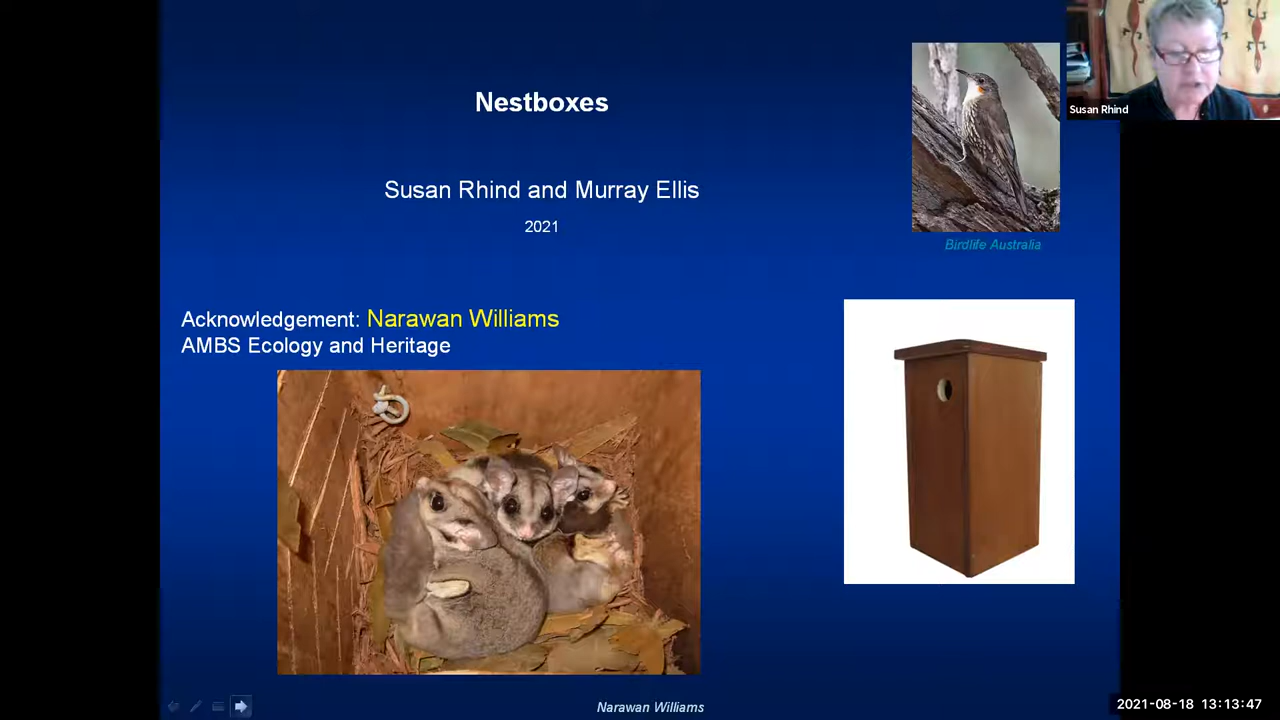 Nestboxes
Susan Rhind
Susan Rhind and Murray Ellis
2021
Birdlife Australia
Acknowledgement: Narawan Williams
AMBS Ecology and Heritage
Narawan Williams
2021-08-18 13:13:47